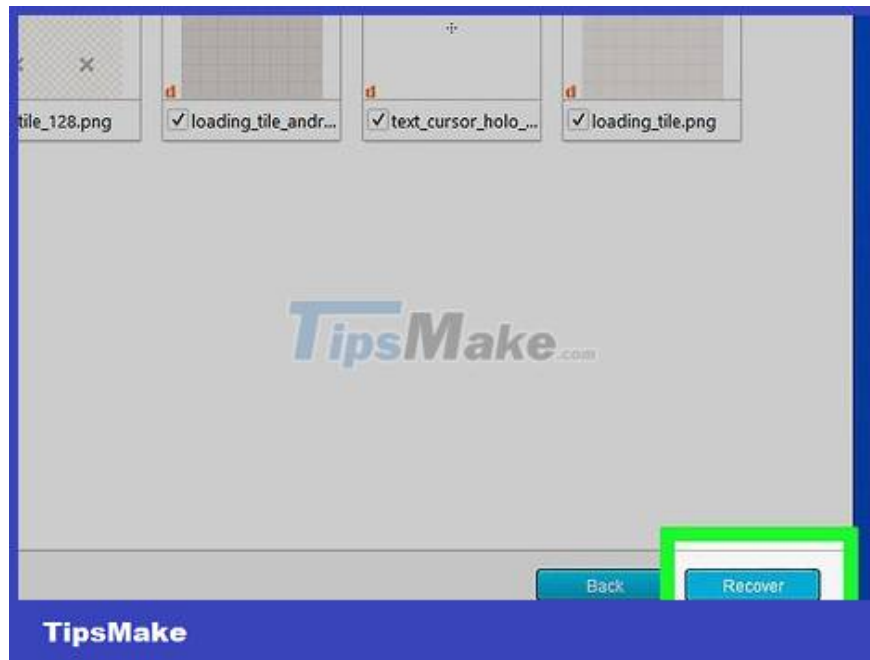 tile_128.png
loading_tile_andr...
text_cursor_holo_...
loading_tile.png
d
d
d
TipsMake.com
Back
Recover
TipsMake